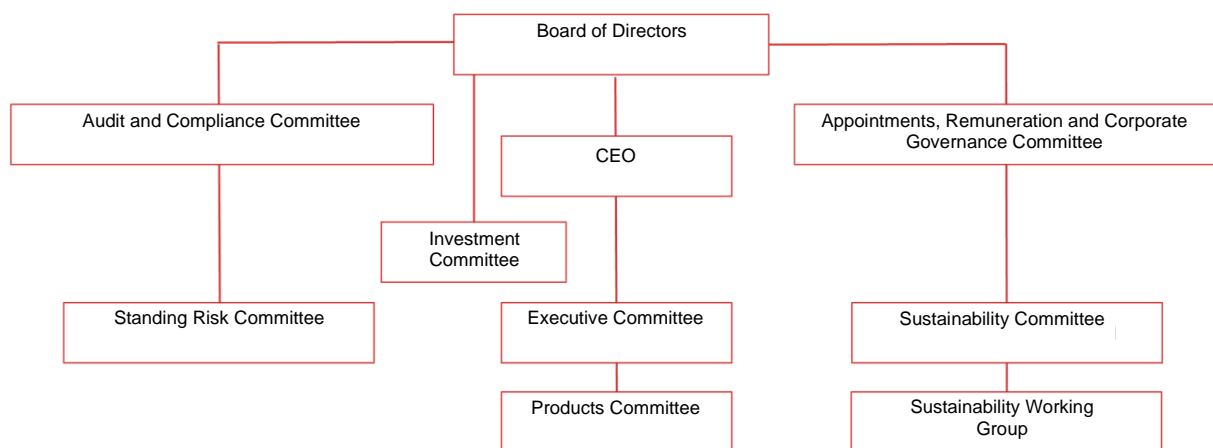 Board of Directors
Audit and Compliance Committee
Appointments, Remuneration and Corporate
Governance Committee
CEO
Investment
Committee
Standing Risk Committee
Executive Committee
Sustainability Committee
Products Committee
Sustainability Working
Group